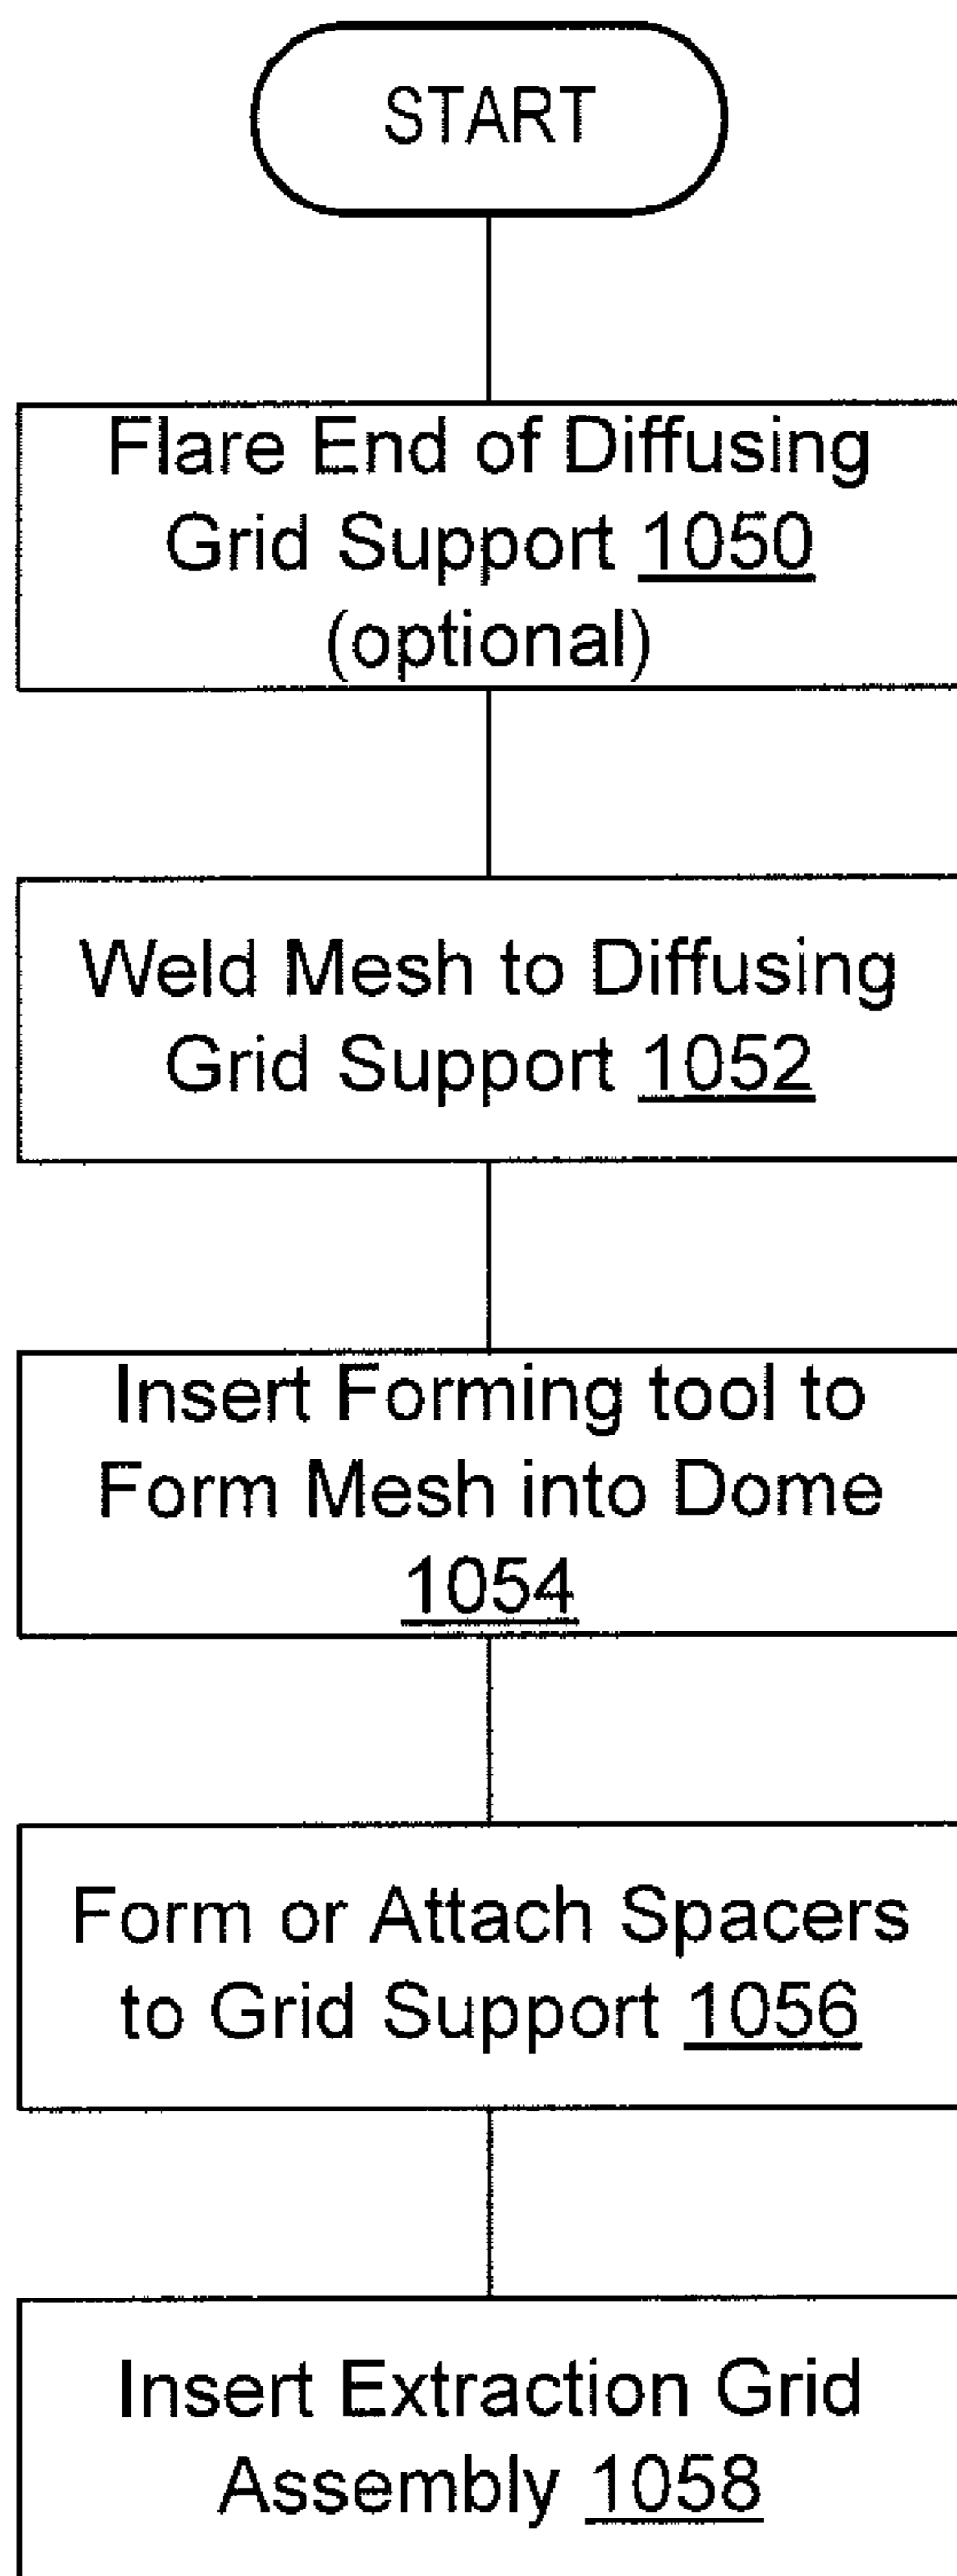 START
Flare End of Diffusing
Grid Support 1050
(optional)
Weld Mesh to Diffusing
Grid Support 1052
Insert Forming tool to
Form Mesh into Dome
1054
Form or Attach Spacers
to Grid Support 1056
Insert Extraction Grid
Assembly 1058